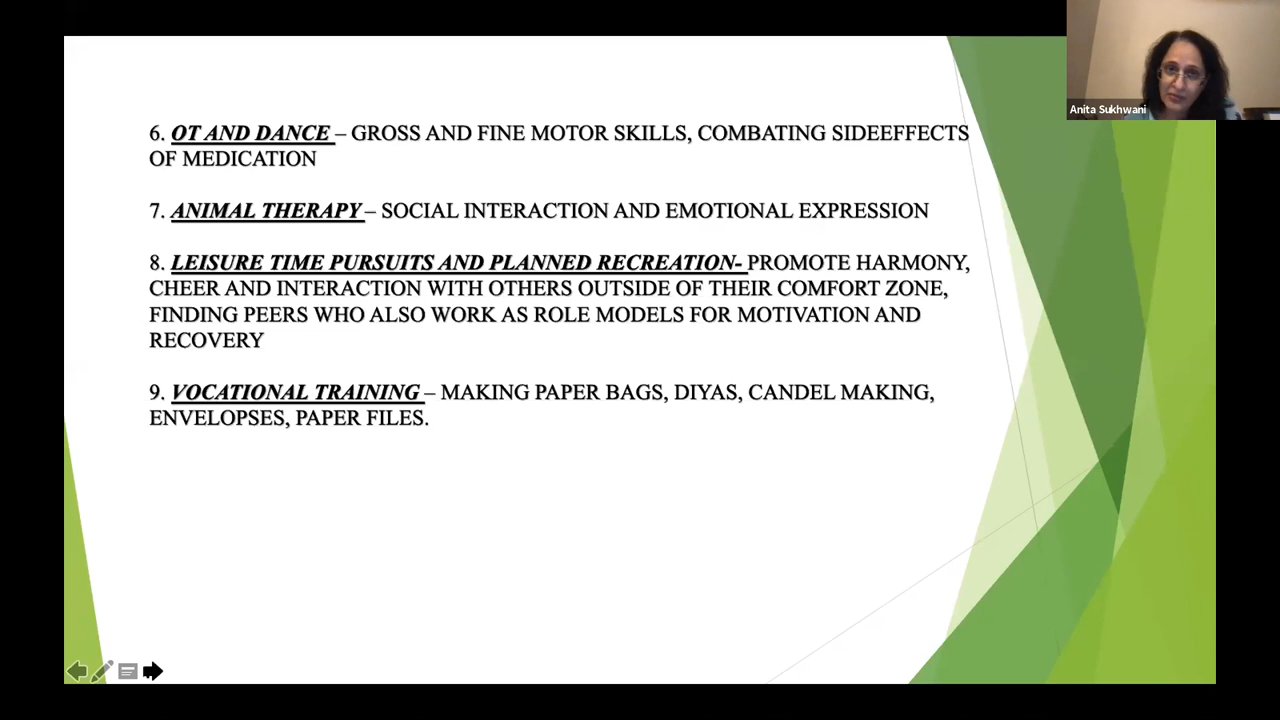 Anita Sukhwani
6. OT AND DANCE – GROSS AND FINE MOTOR SKILLS, COMBATING SIDEEFFECTS
OF MEDICATION
7. ANIMAL THERAPY – SOCIAL INTERACTION AND EMOTIONAL EXPRESSION
8. LEISURE TIME PURSUITS AND PLANNED RECREATION- PROMOTE HARMONY,
CHEER AND INTERACTION WITH OTHERS OUTSIDE OF THEIR COMFORT ZONE,
FINDING PEERS WHO ALSO WORK AS ROLE MODELS FOR MOTIVATION AND
RECOVERY
9. VOCATIONAL TRAINING – MAKING PAPER BAGS, DIYAS, CANDEL MAKING,
ENVELOPSES, PAPER FILES.